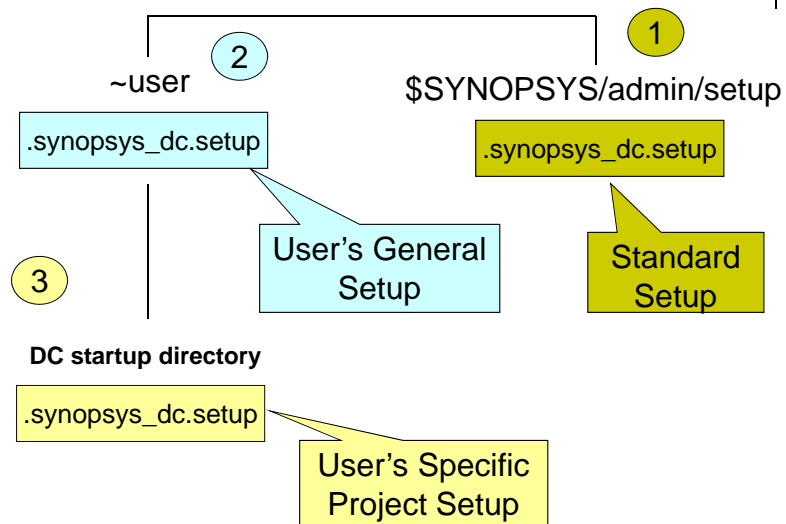 1
2
~user
$SYNOPSYS/admin/setup
.synopsys_dc.setup
.synopsys_dc.setup
User's General
Setup
Standard
Setup
3
DC startup directory
.synopsys_dc.setup
User's Specific
Project Setup